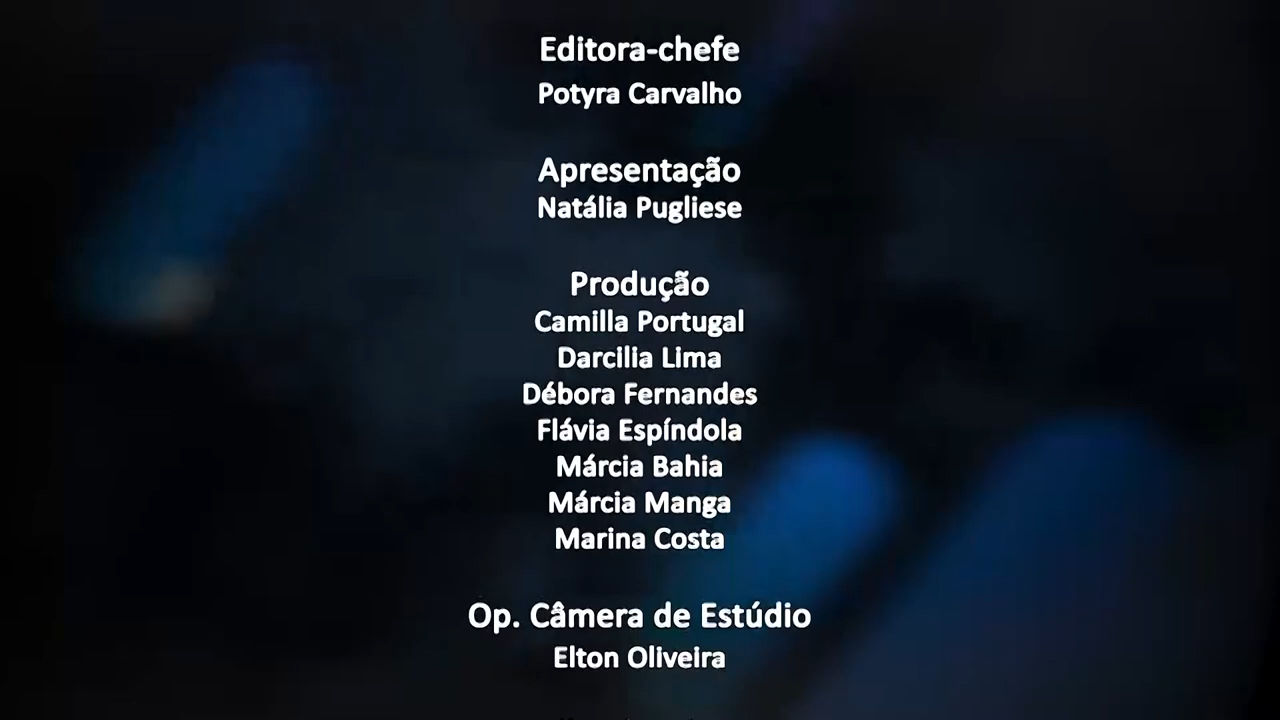 Editora-chefe
Potyra Carvalho
Apresentação
Natália Pugliese
Produção
Camilla Portugal
Darcilia Lima
Débora Fernandes
Flávia Espíndola
Márcia Bahia
Márcia Manga
Marina Costa
Op. Câmera de Estúdio
Elton Oliveira